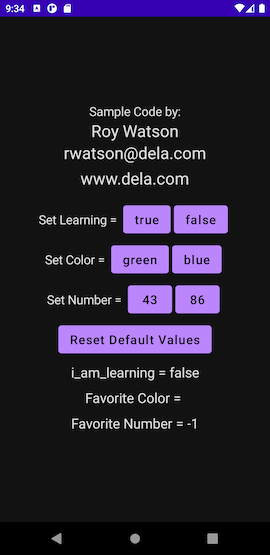 9:34
Sample Code by:
Roy Watson
rwatson@dela.com
www.dela.com
Set Learning = true false
Set Color = green blue
Set Number = 43 86
Reset Default Values
i_am_learning = false
Favorite Color =
Favorite Number = -1